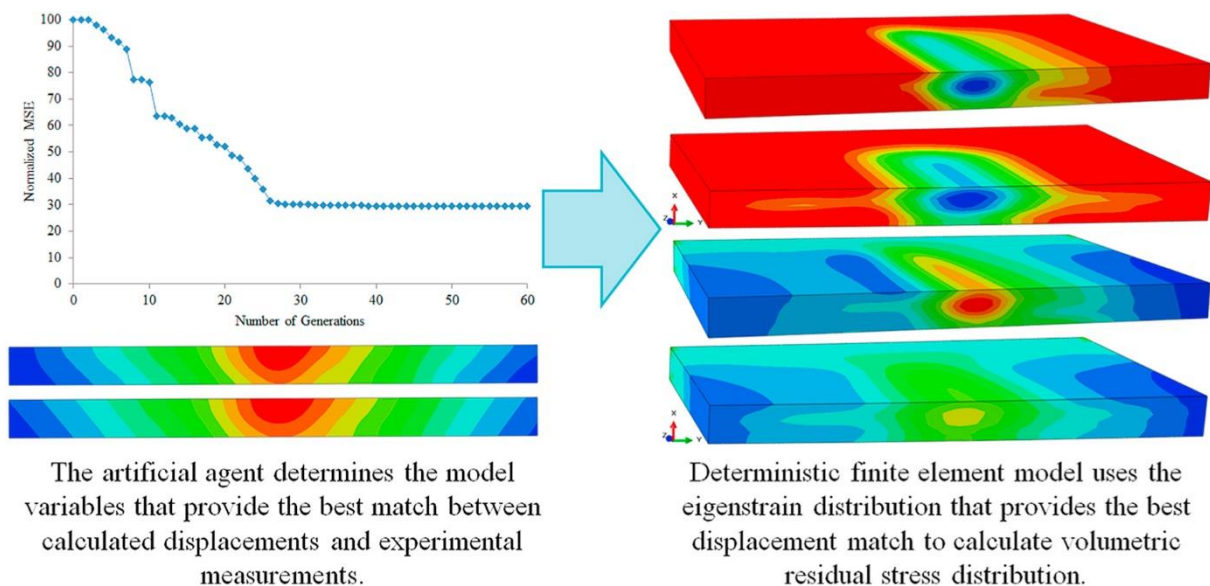 100
90
80
70
60
50
40
30
20
10
0
Normalized MSE
0 10 20 30 40 50 60
Number of Generations
The artificial agent determines the model
variables that provide the best match between
calculated displacements and experimental
measurements.
X
Z Y
X
Z Y
Deterministic finite element model uses the
eigenstrain distribution that provides the best
displacement match to calculate volumetric
residual stress distribution.